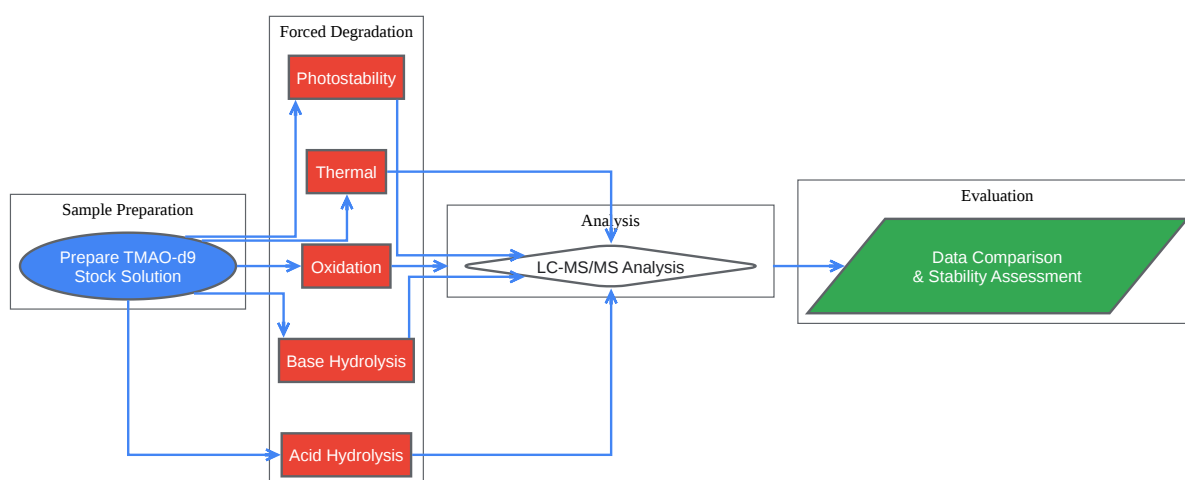 Forced Degradation
Photostability
Thermal
Sample Preparation
Prepare TMAO-d9
Stock Solution
Oxidation
Base Hydrolysis
Acid Hydrolysis
Analysis
LC-MS/MS Analysis
Evaluation
Data Comparison
& Stability Assessment